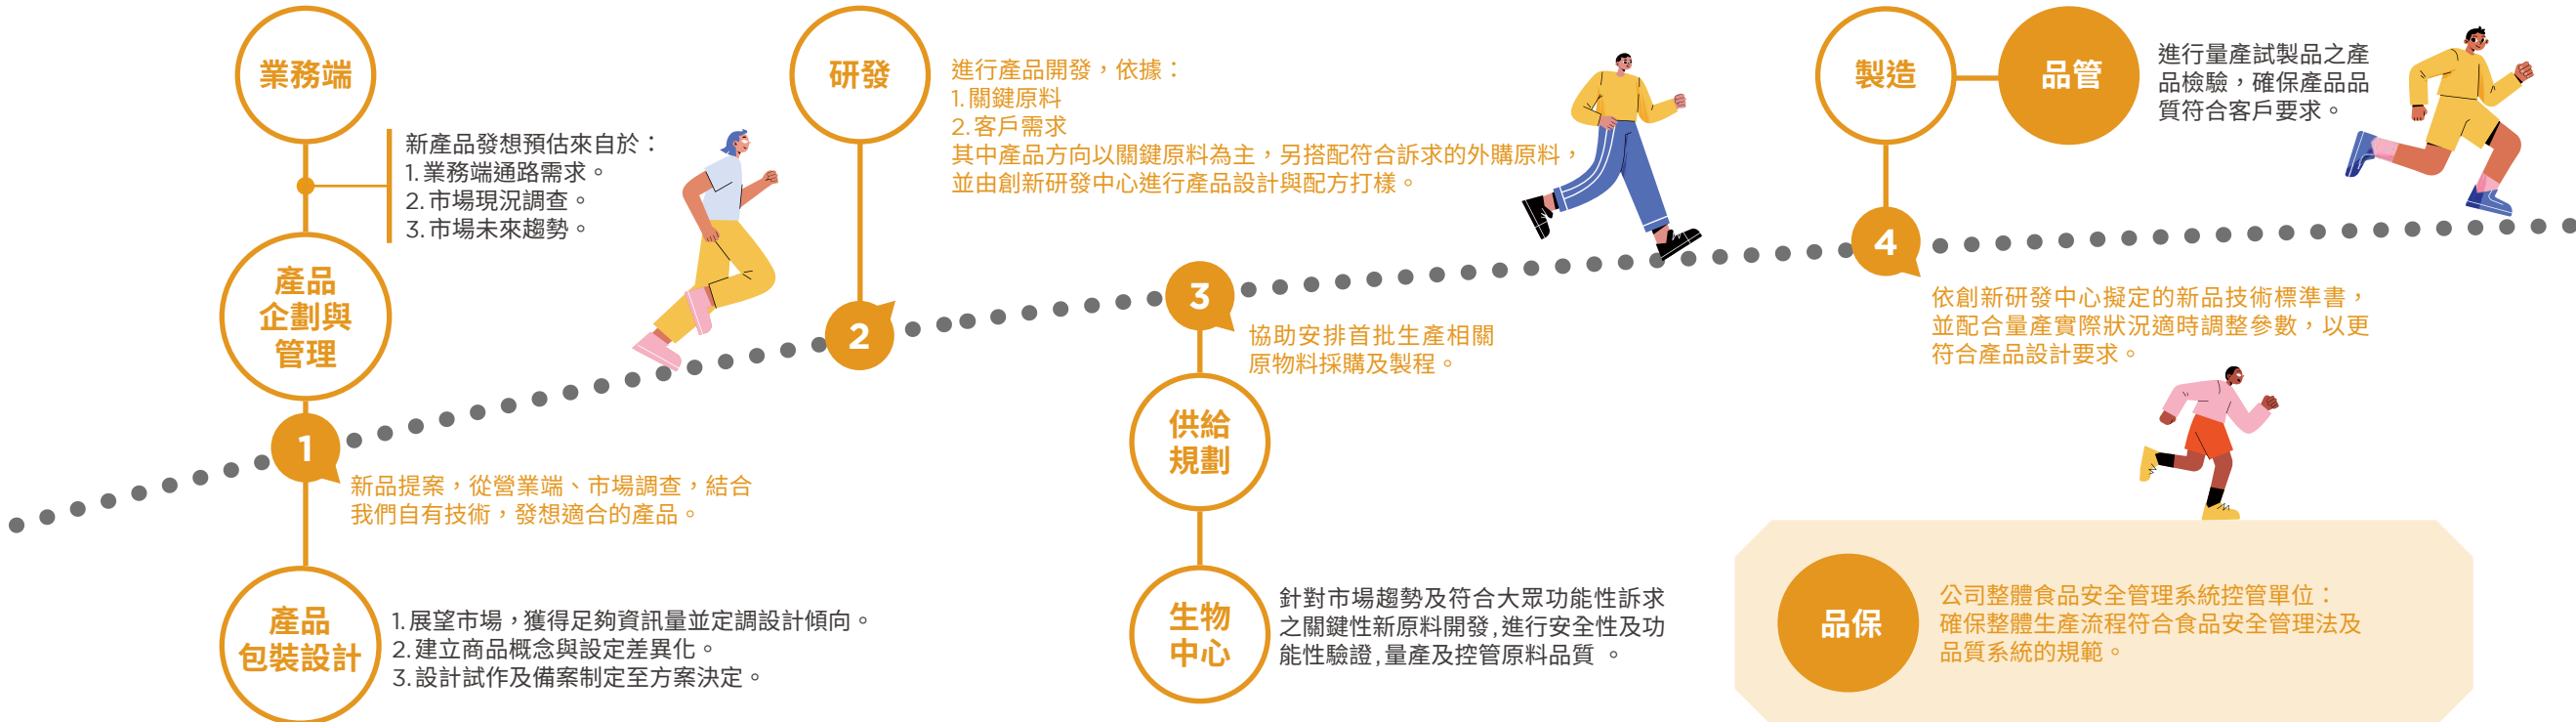 業務端
新產品發想預估來自於：
1.業務端通路需求。
2.市場現況調查。
3.市場未來趨勢。
產品
企劃與
管理
1
新品提案，從營業端、市場調查，結合
我們自有技術，發想適合的產品。
產品
包裝設計
1.展望市場，獲得足夠資訊量並定調設計傾向。
2.建立商品概念與設定差異化。
3.設計試作及備案制定至方案決定。
研發
進行產品開發，依據：
1.關鍵原料
2.客戶需求
其中產品方向以關鍵原料為主，另搭配符合訴求的外購原料，
並由創新研發中心進行產品設計與配方打樣。
2
3
協助安排首批生產相關
原物料採購及製程。
供給
規劃
生物
中心
針對市場趨勢及符合大眾功能性訴求
之關鍵性新原料開發,進行安全性及功
能性驗證,量產及控管原料品質 。
製造
品管
進行量產試製品之產
品檢驗，確保產品品
質符合客戶要求。
4
依創新研發中心擬定的新品技術標準書，
並配合量產實際狀況適時調整參數，以更
符合產品設計要求。
品保
公司整體食品安全管理系統控管單位：
確保整體生產流程符合食品安全管理法及
品質系統的規範。